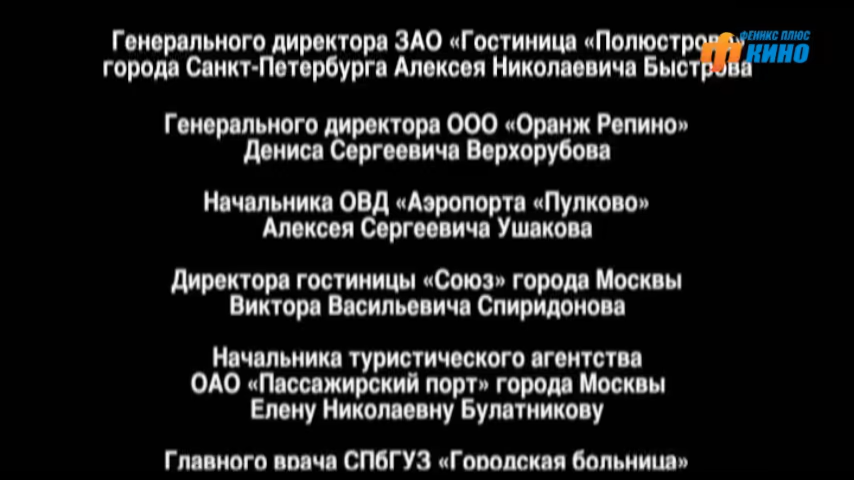 Генерального директора ЗАО «Гостиница «Полюстрово»
города Санкт-Петербурга Алексея Николаевича Быстрова
ФЕНИКС ПЛЮС
КИНО
Генерального директора ООО «Оранж Репино»
Дениса Сергеевича Верхорубова
Начальника ОВД «Аэропорта «Пулково»
Алексея Сергеевича Ушакова
Директора гостиницы «Союз» города Москвы
Виктора Васильевича Спиридонова
Начальника туристического агентства
ОАО «Пассажирский порт» города Москвы
Елену Николаевну Булатникову
Главного врача СПбГУЗ «Городская больница»